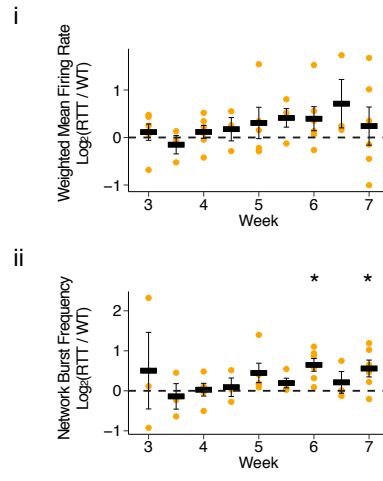 i
Weighted Mean Firing Rate
Log₂(RTT / WT)
1
0
−1
3 4 5 6 7
Week
ii
Network Burst Frequency
Log₂(RTT / WT)
* *
2
1
0
−1
3 4 5 6 7
Week